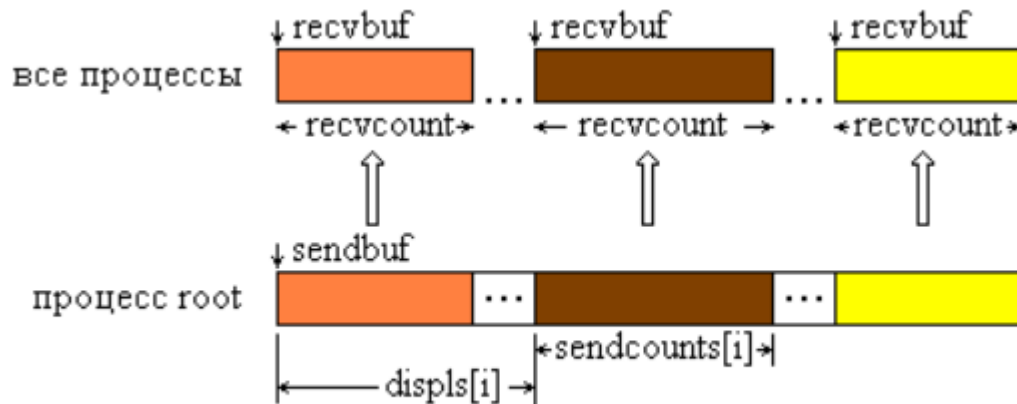 recvbuf recvbuf recvbuf
все процессы ... ...
recvcount recvcount recvcount
sendbuf
процесс root ... ...
sendcounts[i]
displs[i]